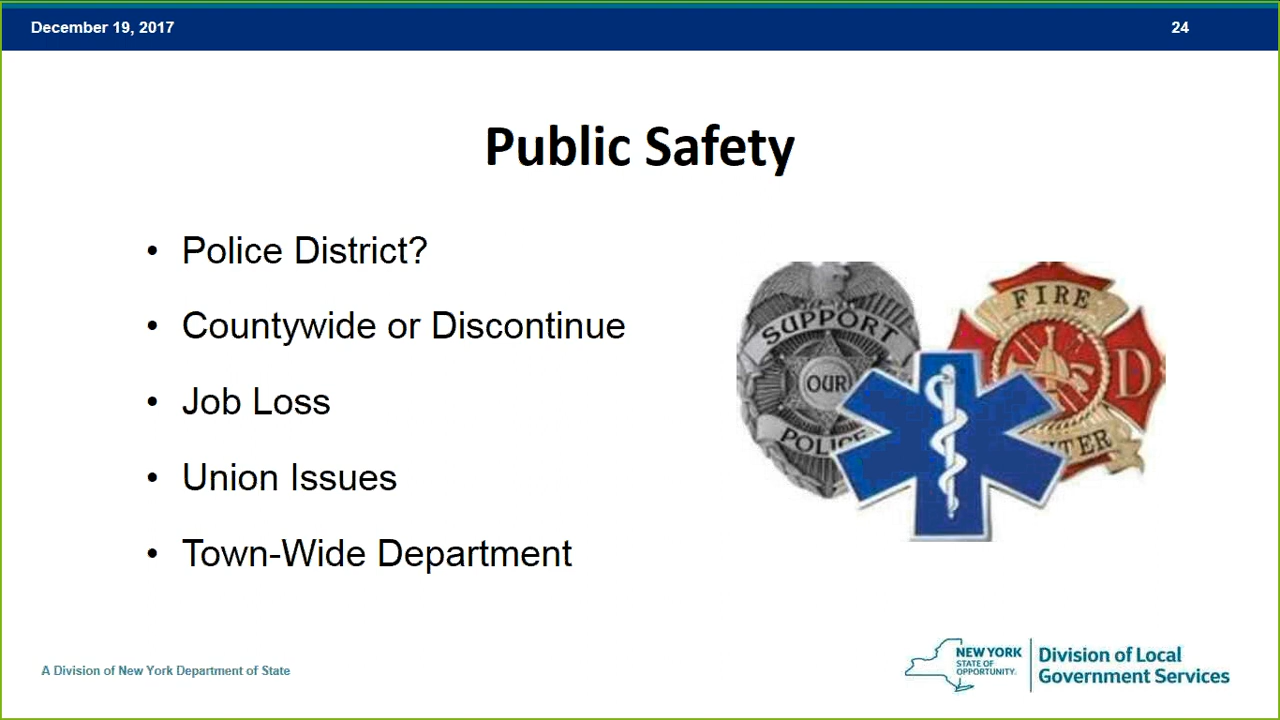 December 19, 2017
24
Public Safety
• Police District?
• Countywide or Discontinue
• Job Loss
• Union Issues
• Town-Wide Department
SUPPORT
OUR
POLICE
FIRE
D
A Division of New York Department of State
NEW YORK
STATE OF
OPPORTUNITY.
Division of Local
Government Services